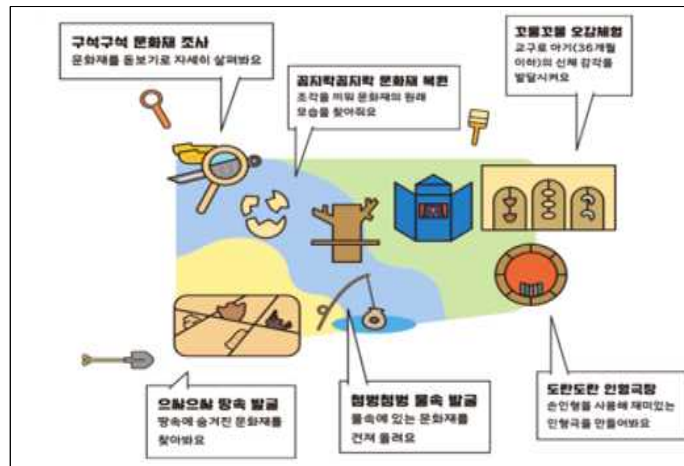 구석구석 문화재 조사
문화재를 돋보기로 자세히 살펴봐요
꼼지락꼼지락 문화재 복원
조각을 끼워 문화재의 원래
모습을 찾아줘요
꼬물꼬물 오감체험
교구로 아기(36개월
이하)의 신체 감각을
발달시켜요
으쌰으쌰 땅속 발굴
땅속에 숨겨진 문화재를
찾아봐요
첨벙첨벙 물속 발굴
물속에 있는 문화재를
건져 올려요
도란도란 인형극장
손인형을 사용해 재미있는
인형극을 만들어봐요